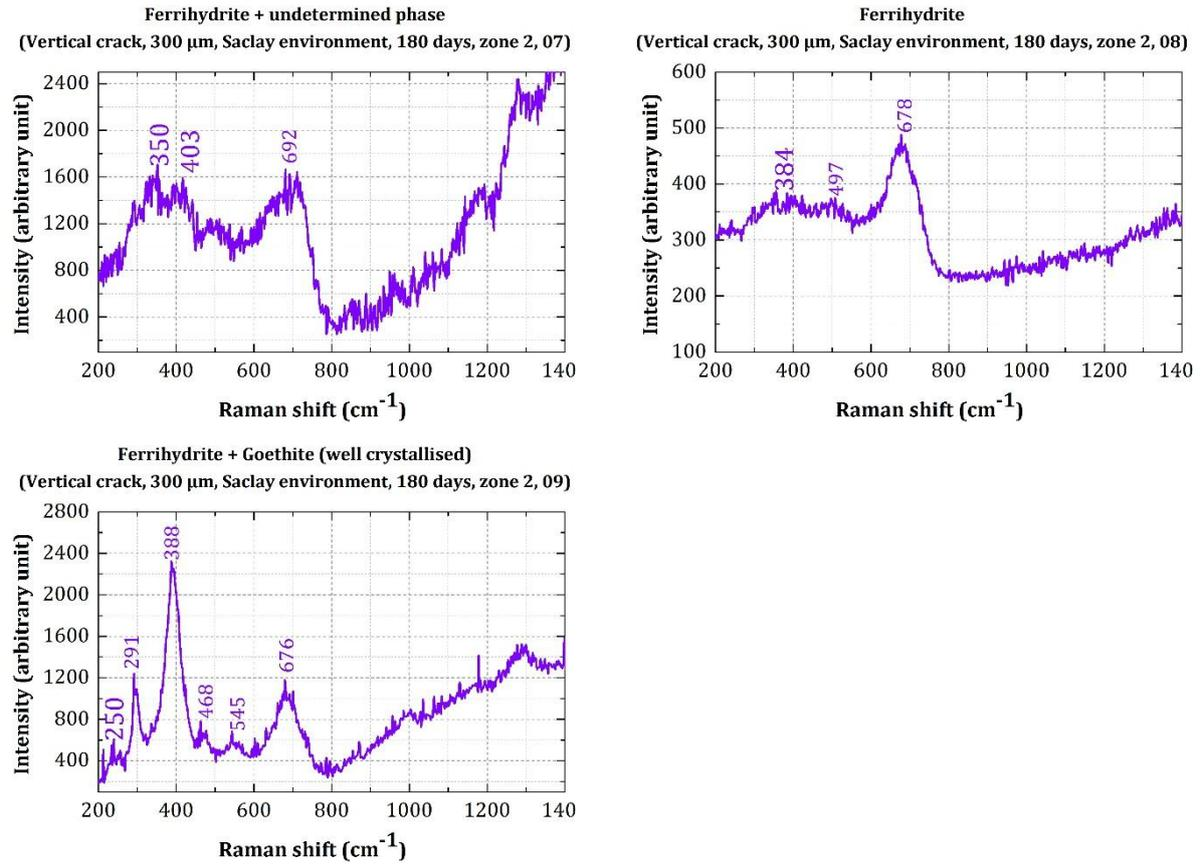 Ferrihydrite + undetermined phase
(Vertical crack, 300 µm, Saclay environment, 180 days, zone 2, 07)
2400
2000
1600
1200
800
400
350
403
692
200 400 600 800 1000 1200 140
Intensity (arbitrary unit)
Raman shift (cm-1)
Ferrihydrite
(Vertical crack, 300 µm, Saclay environment, 180 days, zone 2, 08)
600
500
400
300
200
100
384
497
678
200 400 600 800 1000 1200 140
Intensity (arbitrary unit)
Raman shift (cm-1)
Ferrihydrite + Goethite (well crystallised)
(Vertical crack, 300 µm, Saclay environment, 180 days, zone 2, 09)
2800
2400
2000
1600
1200
800
400
250
291
388
468
545
676
200 400 600 800 1000 1200 140
Intensity (arbitrary unit)
Raman shift (cm-1)